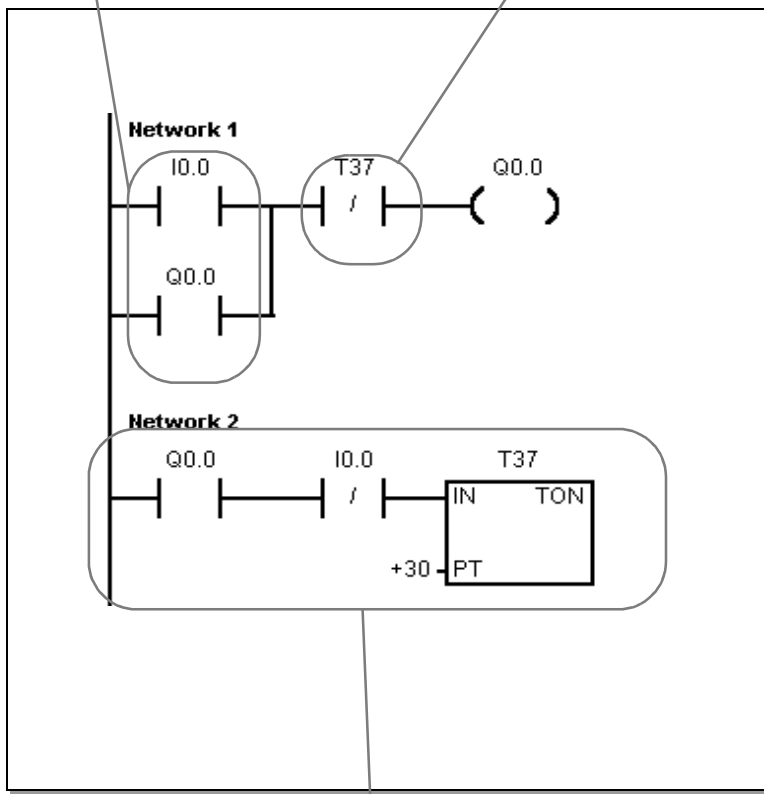 Network 1
I0.0 T37 Q0.0
/
Q0.0
Network 2
Q0.0 I0.0 T37
/ IN TON
+30 PT